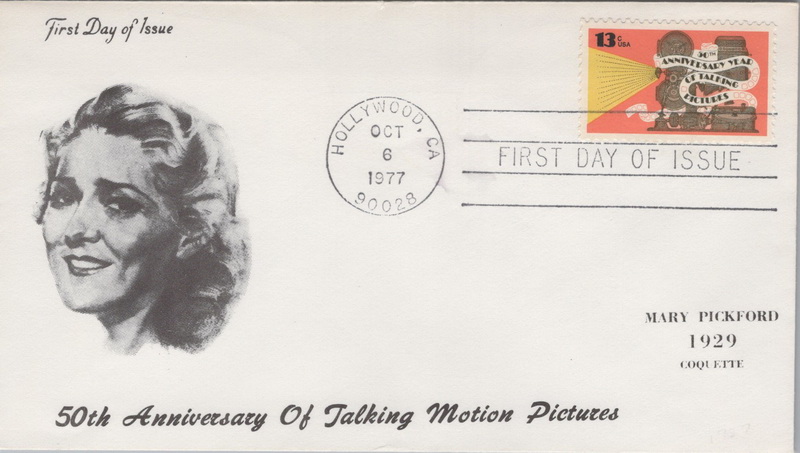 First Day of Issue
13c
USA
50TH
ANNIVERSARY YEAR
OF TALKING
PICTURES
HOLLYWOOD, CA
OCT
6
1977
90028
FIRST DAY OF ISSUE
MARY PICKFORD
1929
COQUETTE
50th Anniversary Of Talking Motion Pictures